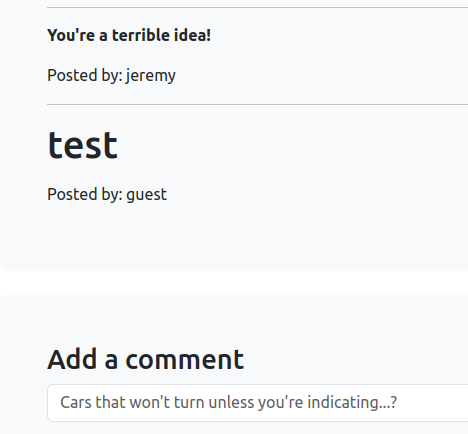 You're a terrible idea!
Posted by: jeremy
test
Posted by: guest
Add a comment
Cars that won't turn unless you're indicating...?